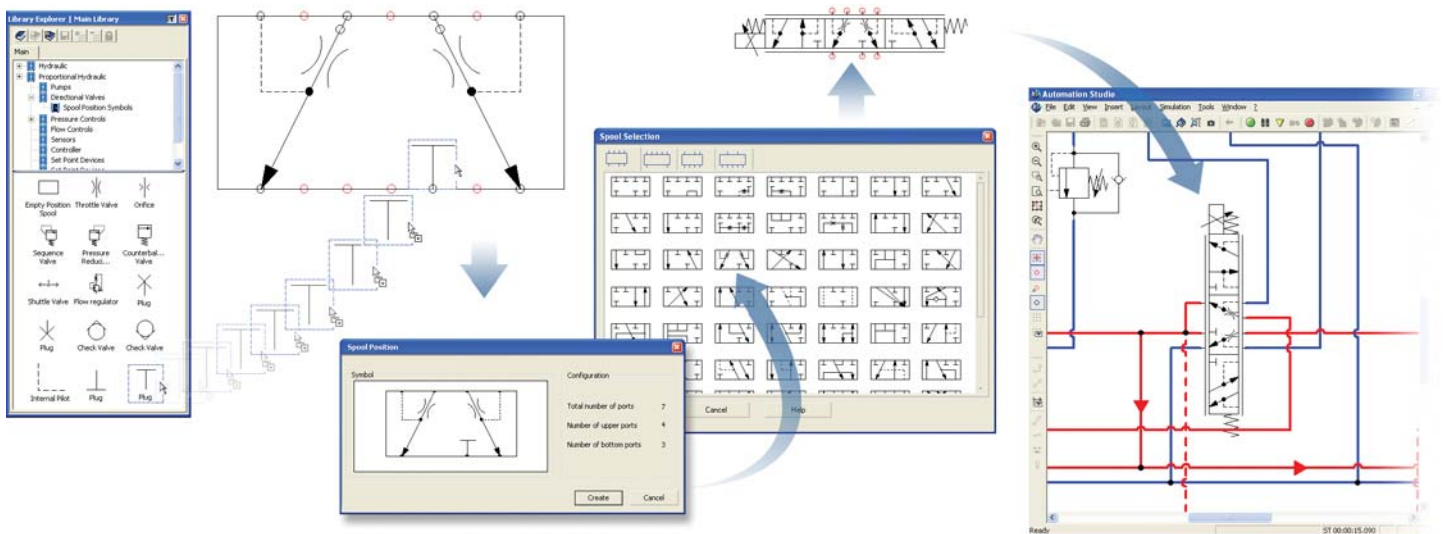 Library Explorer | Main Library
Main
Hydraulic
Proportional Hydraulic
Pumps
Directional Valves
Spool Position Symbols
Pressure Controls
Flow Controls
Sensors
Controller
Set Point Devices
Empty Position Spool
Throttle Valve
Orifice
Sequence Valve
Pressure Reduci...
Counterbal... Valve
Shuttle Valve
Flow regulator
Plug
Plug
Check Valve
Check Valve
Internal Pilot
Plug
Plug
Spool Position
Symbol
Configuration
Total number of ports 7
Number of upper ports 4
Number of bottom ports 3
Create
Cancel
Spool Selection
Cancel
Help
Automation Studio
File Edit View Insert Layout Simulation Tools Window ?
Ready
ST 00:00:15.090